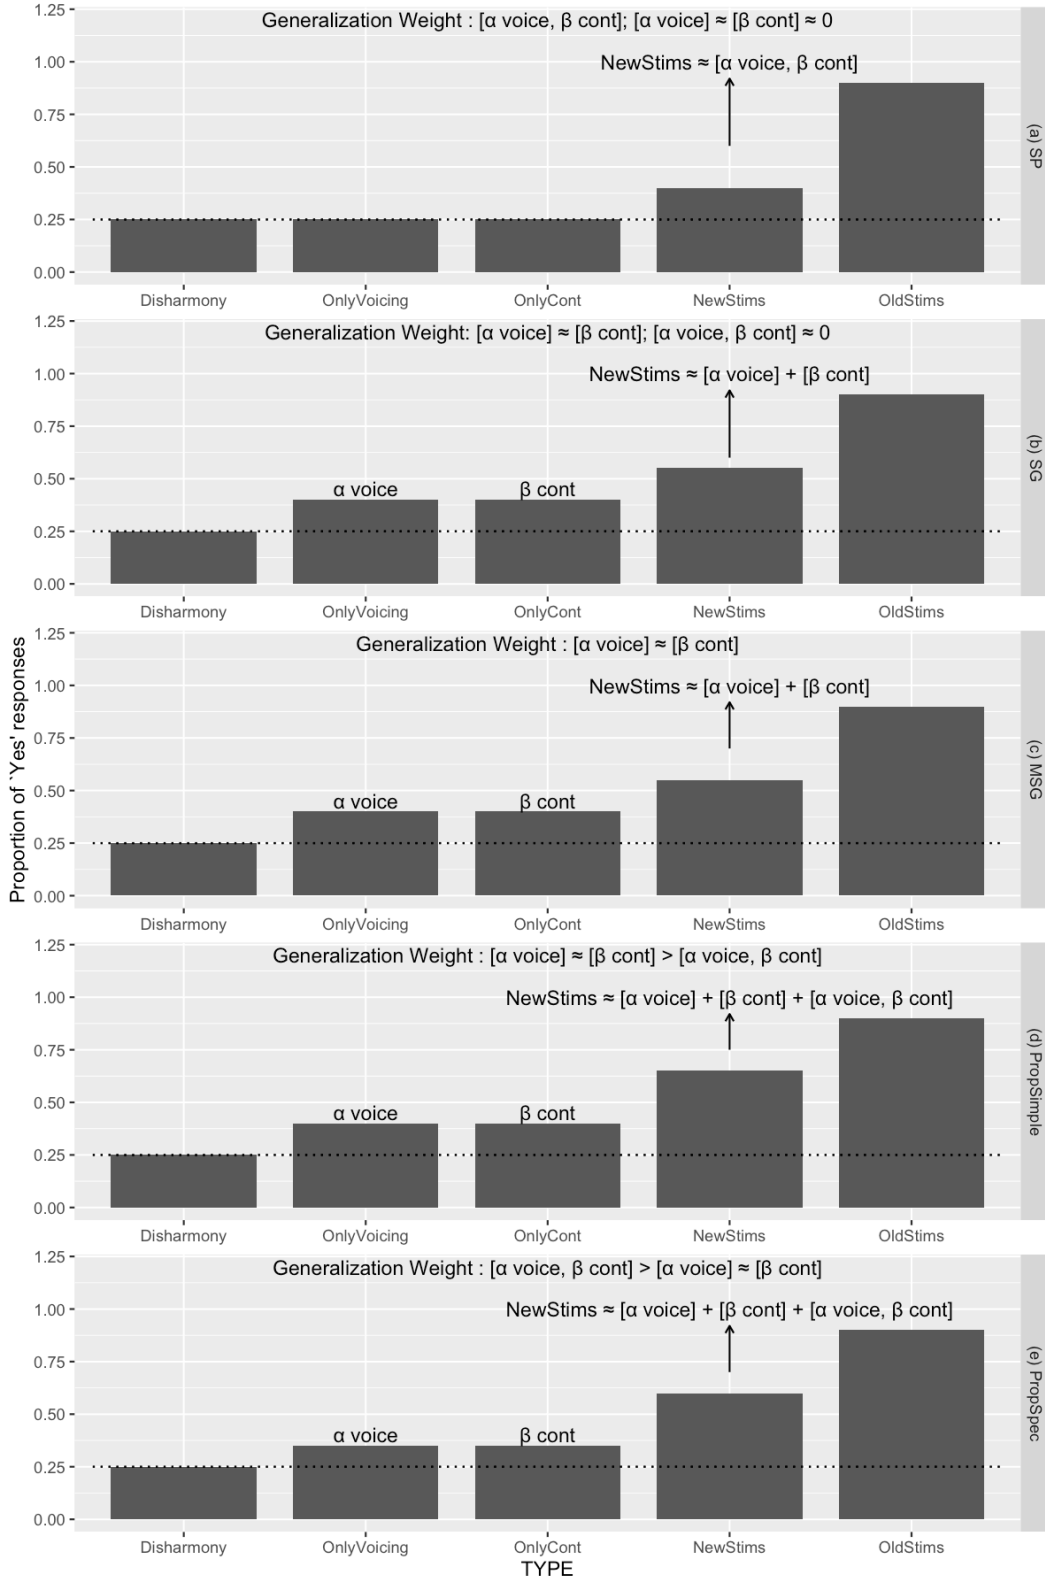 Generalization Weight : [α voice, β cont]; [α voice] ≈ [β cont] ≈ 0
NewStims ≈ [α voice, β cont]
1.25
1.00
0.75
0.50
0.25
0.00
(a) SP
Disharmony OnlyVoicing OnlyCont NewStims OldStims
Generalization Weight: [α voice] ≈ [β cont]; [α voice, β cont] ≈ 0
NewStims ≈ [α voice] + [β cont]
α voice β cont
1.25
1.00
0.75
0.50
0.25
0.00
(b) SG
Disharmony OnlyVoicing OnlyCont NewStims OldStims
Proportion of `Yes' responses
Generalization Weight : [α voice] ≈ [β cont]
NewStims ≈ [α voice] + [β cont]
α voice β cont
1.25
1.00
0.75
0.50
0.25
0.00
(c) MSG
Disharmony OnlyVoicing OnlyCont NewStims OldStims
Generalization Weight : [α voice] ≈ [β cont] > [α voice, β cont]
NewStims ≈ [α voice] + [β cont] + [α voice, β cont]
α voice β cont
1.25
1.00
0.75
0.50
0.25
0.00
(d) PropSimple
Disharmony OnlyVoicing OnlyCont NewStims OldStims
Generalization Weight : [α voice, β cont] > [α voice] ≈ [β cont]
NewStims ≈ [α voice] + [β cont] + [α voice, β cont]
α voice β cont
1.25
1.00
0.75
0.50
0.25
0.00
(e) PropSpec
Disharmony OnlyVoicing OnlyCont NewStims OldStims
TYPE